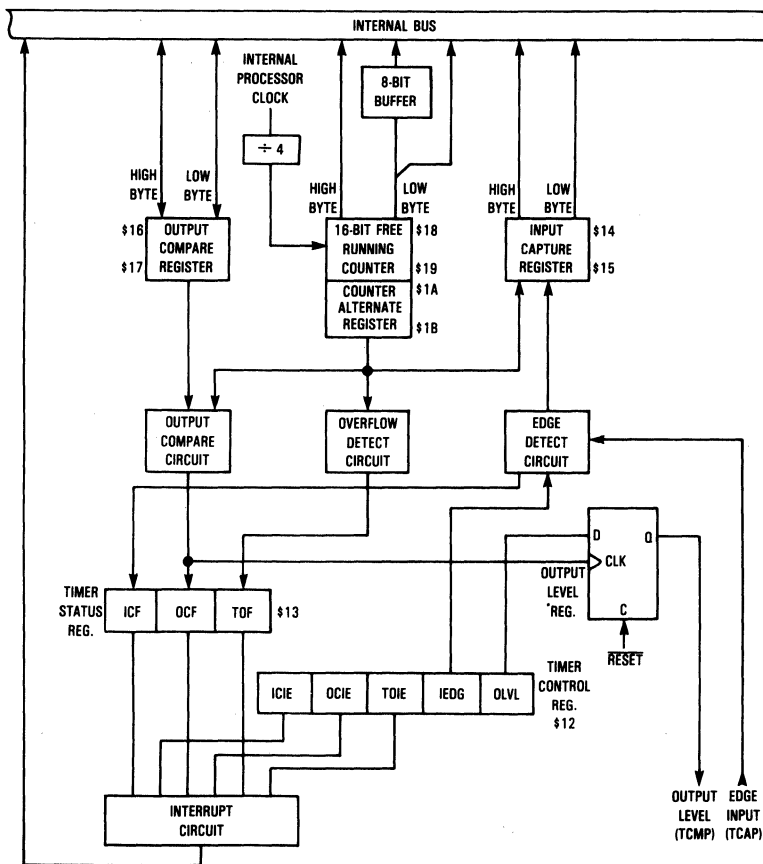 INTERNAL BUS
INTERNAL
PROCESSOR
CLOCK
8-BIT
BUFFER
÷ 4
HIGH
BYTE
LOW
BYTE
HIGH
BYTE
LOW
BYTE
HIGH
BYTE
LOW
BYTE
$16
$17
OUTPUT
COMPARE
REGISTER
16-BIT FREE
RUNNING
COUNTER
$18
$19
COUNTER
ALTERNATE
REGISTER
$1A
$1B
INPUT
CAPTURE
REGISTER
$14
$15
OUTPUT
COMPARE
CIRCUIT
OVERFLOW
DETECT
CIRCUIT
EDGE
DETECT
CIRCUIT
D
Q
CLK
C
OUTPUT
LEVEL
REG.
RESET
TIMER
STATUS
REG.
ICF
OCF
TOF
$13
ICIE
OCIE
TOIE
IEDG
OLVL
TIMER
CONTROL
REG.
$12
INTERRUPT
CIRCUIT
OUTPUT
LEVEL
(TCMP)
EDGE
INPUT
(TCAP)